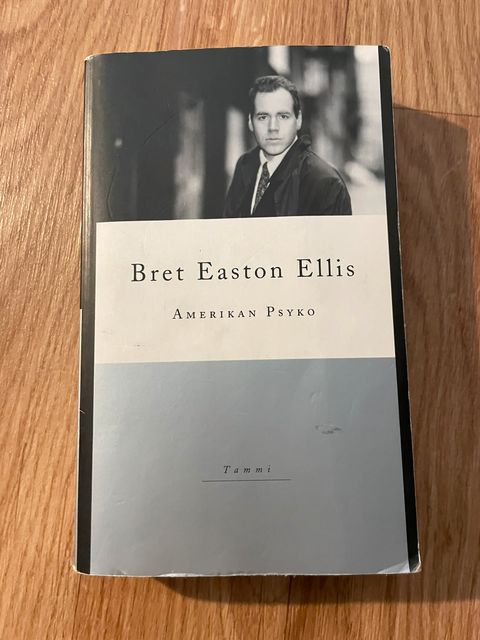 Bret Easton Ellis
Amerikan Psyko
Tammi